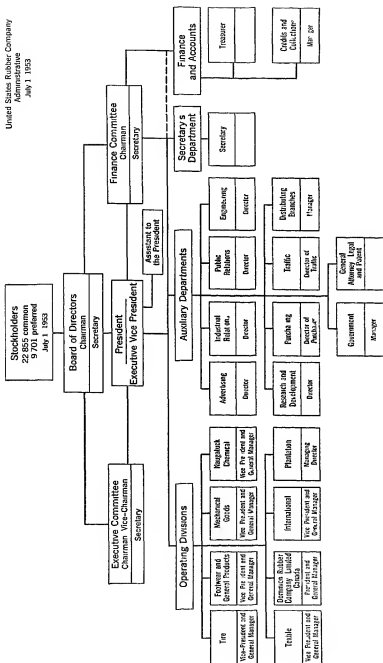 United States Rubber Company
Administrative
July 1 1953
Stockholders
22 855 common
9 701 preferred
July 1 1953
Board of Directors
Chairman
Secretary
Executive Committee
Chairman Vice-Chairman
Secretary
Finance Committee
Chairman
Secretary
President
Executive Vice President
Assistant to
the President
Operating Divisions
Auxiliary Departments
Secretary's
Department
Finance
and Accounts
Tire
Vice-President and
General Manager
Footwear and
General Products
Vice President and
General Manager
Mechanical
Goods
Vice President and
General Manager
Naugatuck
Chemical
Vice President and
General Manager
Textile
Vice President and
General Manager
Dominion Rubber
Company Limited
Canada
President and
General Manager
International
Vice President and
General Manager
Plantation
Managing
Director
Advertising
Director
Industrial
Relations
Director
Public
Relations
Director
Engineering
Director
Research and
Development
Director
Purchasing
Director of
Purchases
Traffic
Director of
Traffic
Distributing
Branches
Manager
Government
Manager
General
Attorney Legal
and Patent
Secretary
Treasurer
Credits and
Collections
Manager